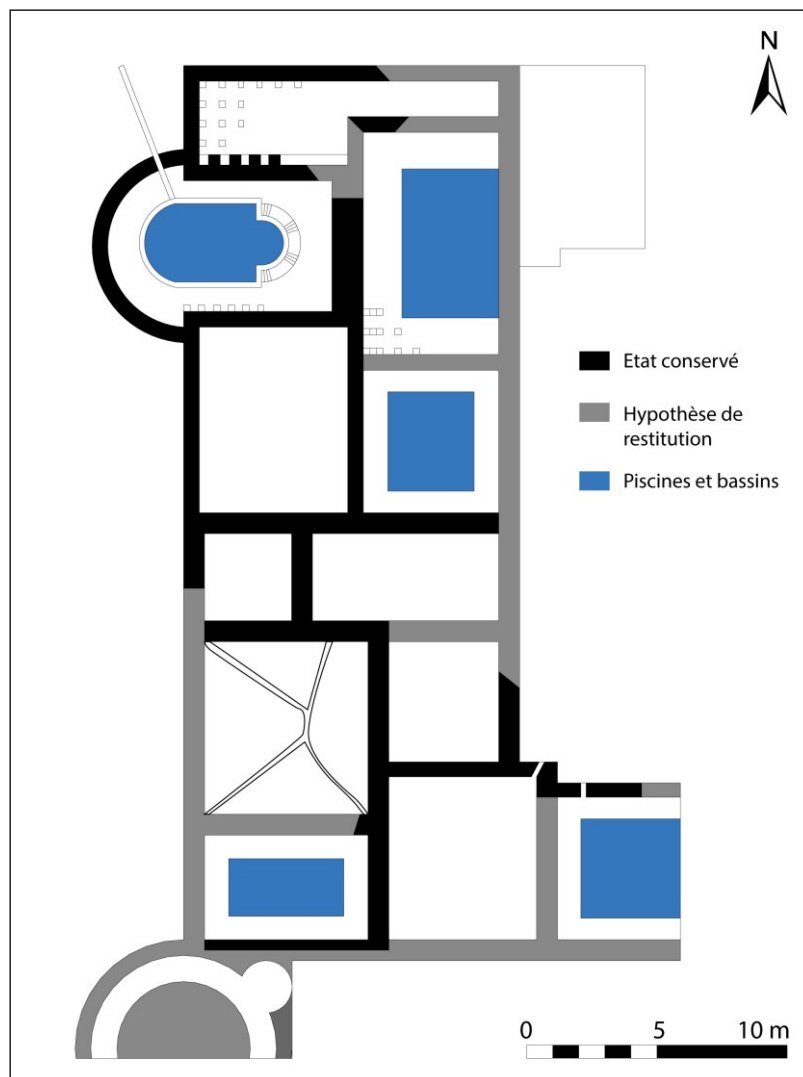 N
Etat conservé
Hypothèse de
restitution
Piscines et bassins
0 5 10 m